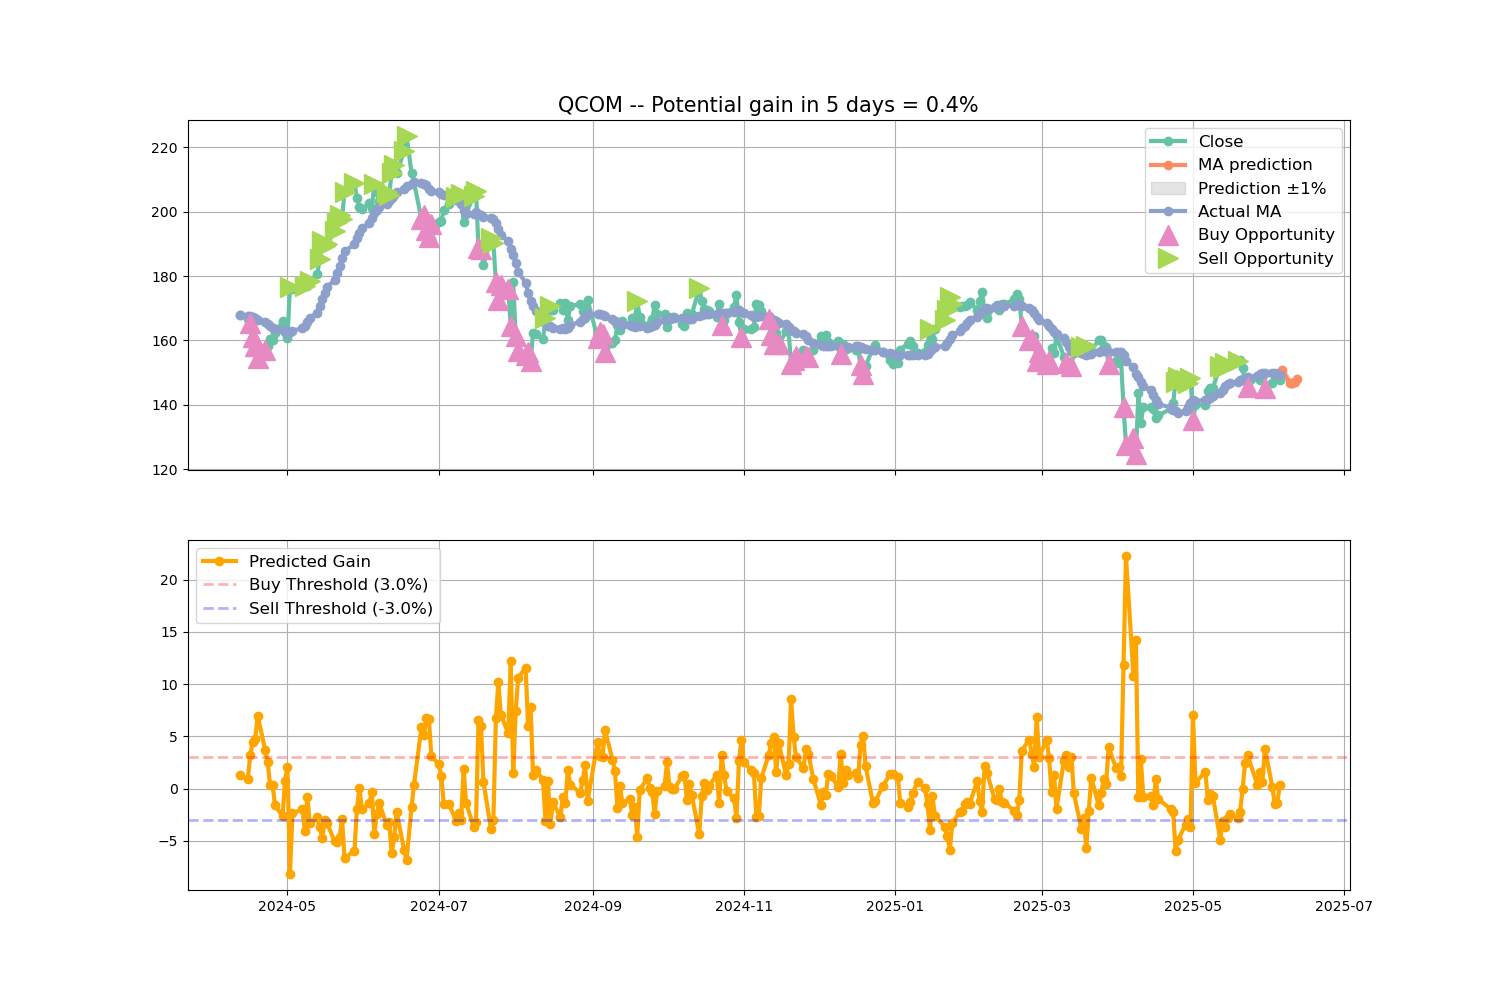 QCOM -- Potential gain in 5 days = 0.4%
220
200
180
160
140
120
Close
MA prediction
Prediction ±1%
Actual MA
Buy Opportunity
Sell Opportunity
20
15
10
5
0
−5
Predicted Gain
Buy Threshold (3.0%)
Sell Threshold (-3.0%)
2024-05
2024-07
2024-09
2024-11
2025-01
2025-03
2025-05
2025-07